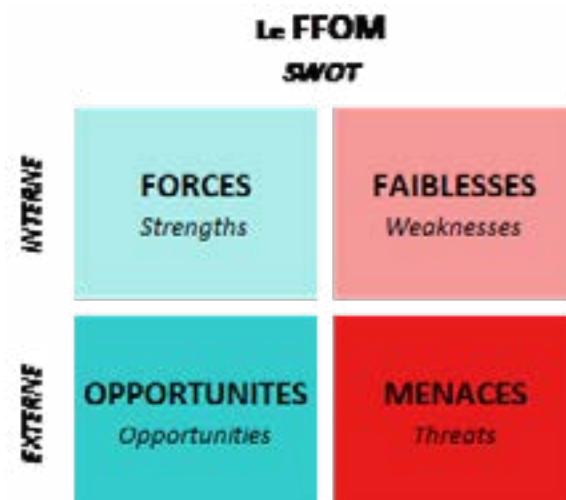 Le FFOM
SWOT
INTERNE
FORCES
Strengths
FAIBLESSES
Weaknesses
EXTERNE
OPPORTUNITES
Opportunities
MENACES
Threats